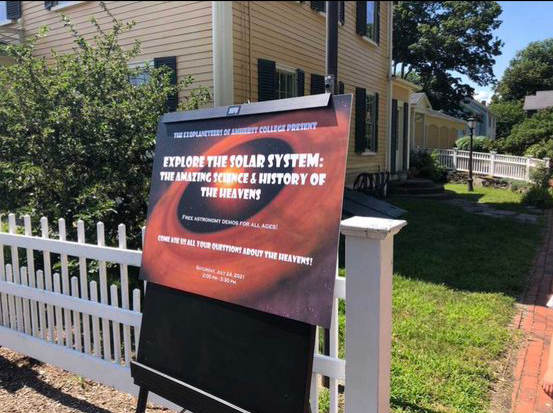 THE EXOPLANETEERS OF AMHERST COLLEGE PRESENT
EXPLORE THE SOLAR SYSTEM:
THE AMAZING SCIENCE & HISTORY OF
THE HEAVENS
FREE ASTRONOMY DEMOS FOR ALL AGES!
COME ASK US ALL YOUR QUESTIONS ABOUT THE HEAVENS!
SATURDAY, JULY 24, 2021
2:00 PM - 3:30 PM